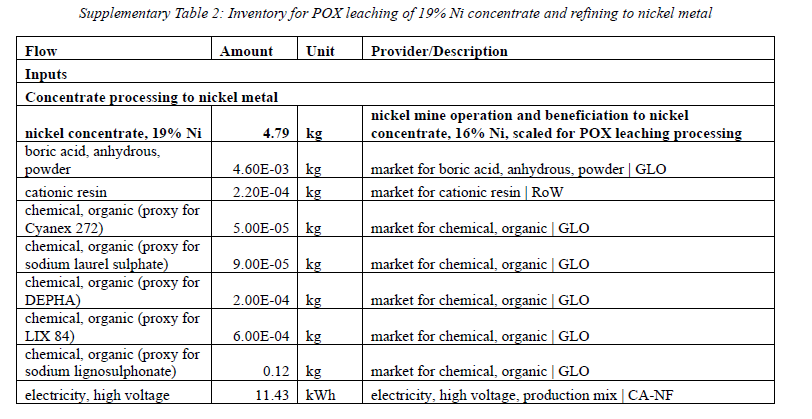 Supplementary Table 2: Inventory for POX leaching of 19% Ni concentrate and refining to nickel metal
Flow Amount Unit Provider/Description
Inputs
Concentrate processing to nickel metal
nickel concentrate, 19% Ni 4.79 kg nickel mine operation and beneficiation to nickel
concentrate, 16% Ni, scaled for POX leaching processing
boric acid, anhydrous,
powder 4.60E-03 kg market for boric acid, anhydrous, powder | GLO
cationic resin 2.20E-04 kg market for cationic resin | RoW
chemical, organic (proxy for
Cyanex 272) 5.00E-05 kg market for chemical, organic | GLO
chemical, organic (proxy for
sodium laurel sulphate) 9.00E-05 kg market for chemical, organic | GLO
chemical, organic (proxy for
DEPHA) 2.00E-04 kg market for chemical, organic | GLO
chemical, organic (proxy for
LIX 84) 6.00E-04 kg market for chemical, organic | GLO
chemical, organic (proxy for
sodium lignosulphonate) 0.12 kg market for chemical, organic | GLO
electricity, high voltage 11.43 kWh electricity, high voltage, production mix | CA-NF